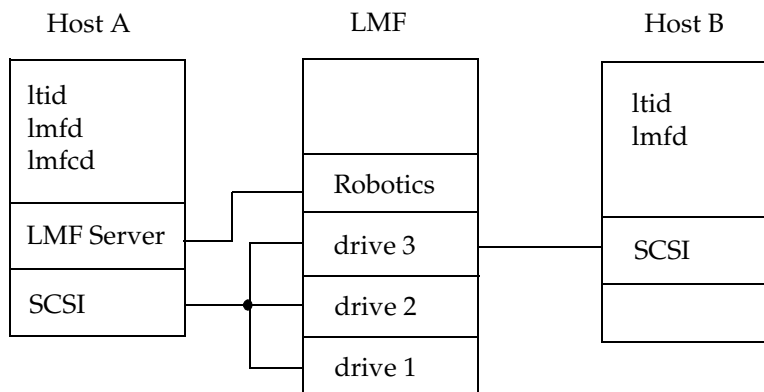 Host A
LMF
Host B
ltid
lmfd
lmfcd
LMF Server
SCSI
Robotics
drive 3
drive 2
drive 1
ltid
lmfd
SCSI